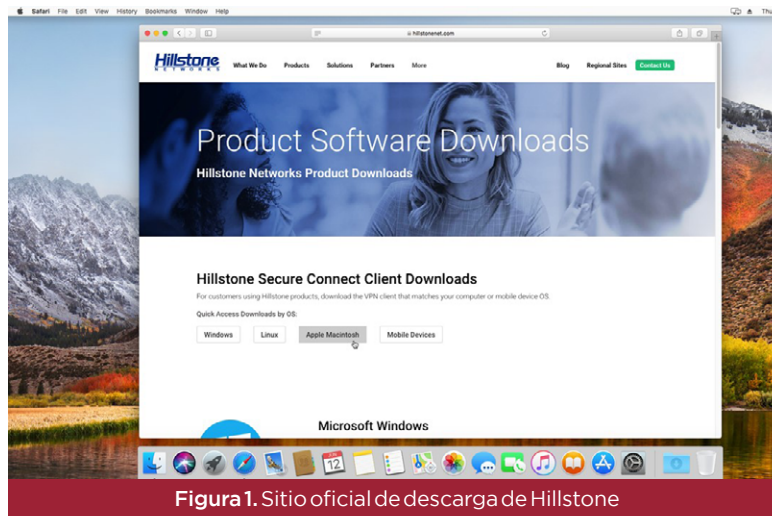 Safari File Edit View History Bookmarks Window Help
Thu
hillstonenet.com
Hillstone
NETWORKS
What We Do Products Solutions Partners More Blog Regional Sites Contact Us
Product Software Downloads
Hillstone Networks Product Downloads
Hillstone Secure Connect Client Downloads
For customers using Hillstone products, download the VPN client that matches your computer or mobile device OS.
Quick Access Downloads by OS:
Windows Linux Apple Macintosh Mobile Devices
Microsoft Windows
12
Figura 1. Sitio oficial de descarga de Hillstone